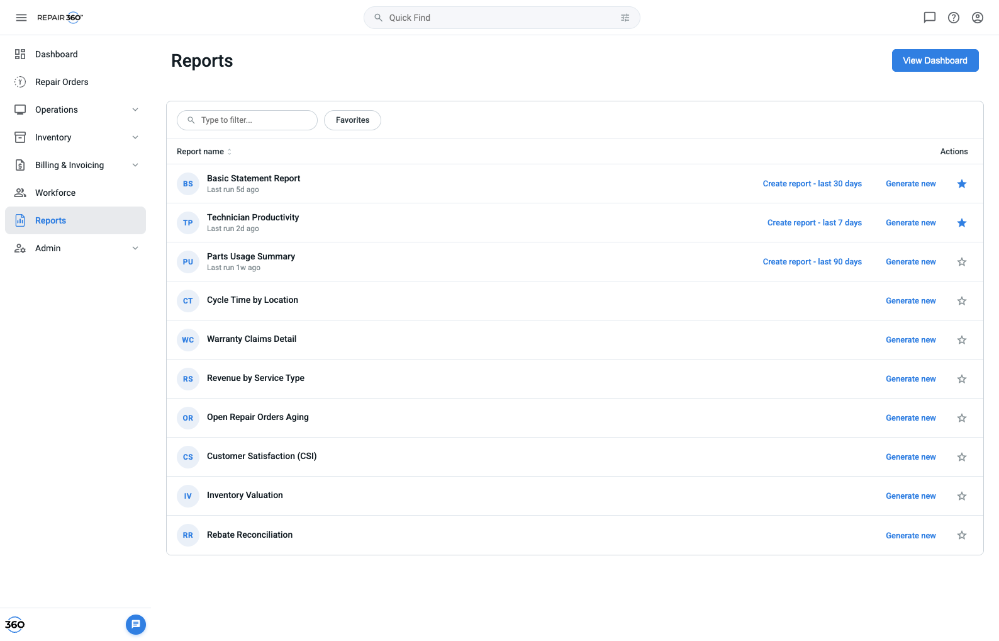 REPAIR 360™
Quick Find
Dashboard
Repair Orders
Operations
Inventory
Billing & Invoicing
Workforce
Reports
Admin
360
Reports
View Dashboard
Type to filter...
Favorites
Report name
Actions
BS
Basic Statement Report
Last run 5d ago
Create report - last 30 days
Generate new
TP
Technician Productivity
Last run 2d ago
Create report - last 7 days
Generate new
PU
Parts Usage Summary
Last run 1w ago
Create report - last 90 days
Generate new
CT
Cycle Time by Location
Generate new
WC
Warranty Claims Detail
Generate new
RS
Revenue by Service Type
Generate new
OR
Open Repair Orders Aging
Generate new
CS
Customer Satisfaction (CSI)
Generate new
IV
Inventory Valuation
Generate new
RR
Rebate Reconciliation
Generate new